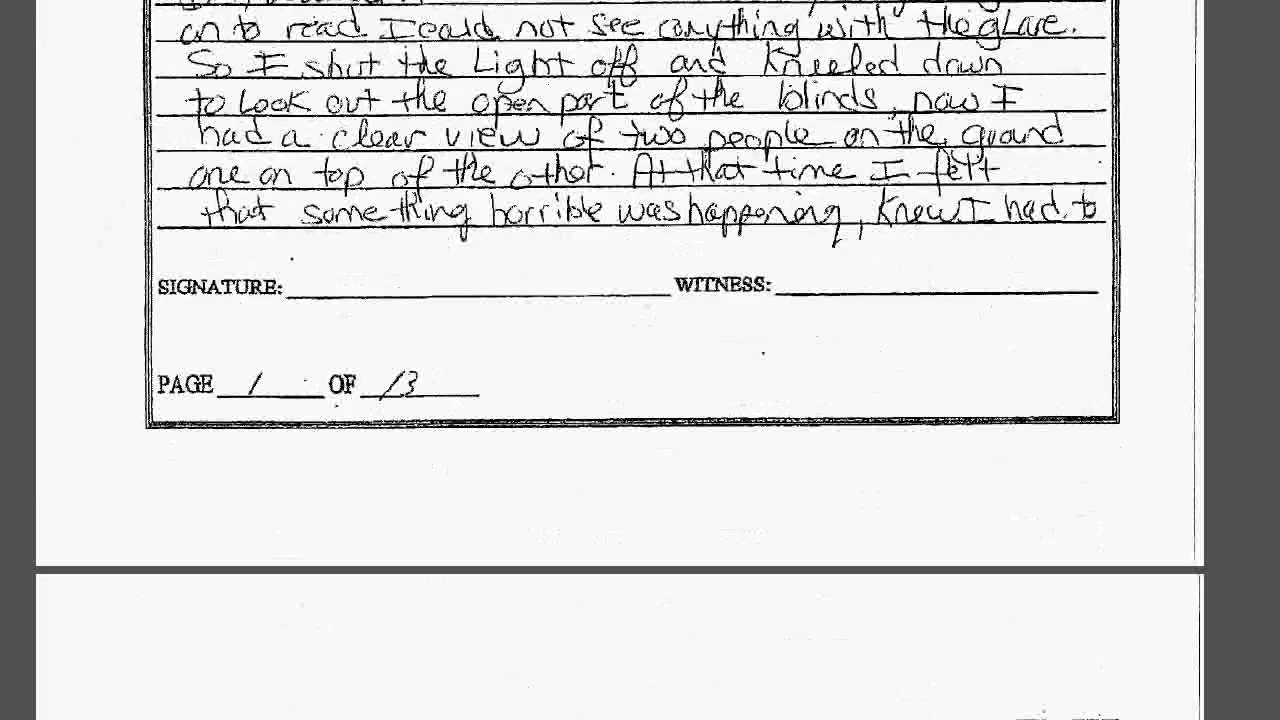 on to read I could not see anything with the glare.
So I shut the Light off and kneeled down
to Look out the open part of the blinds, now I
had a clear view of two people on the ground
one on top of the other. At that time I felt
that something horrible was happening, knew I had to
SIGNATURE: WITNESS:
PAGE 1 OF 13